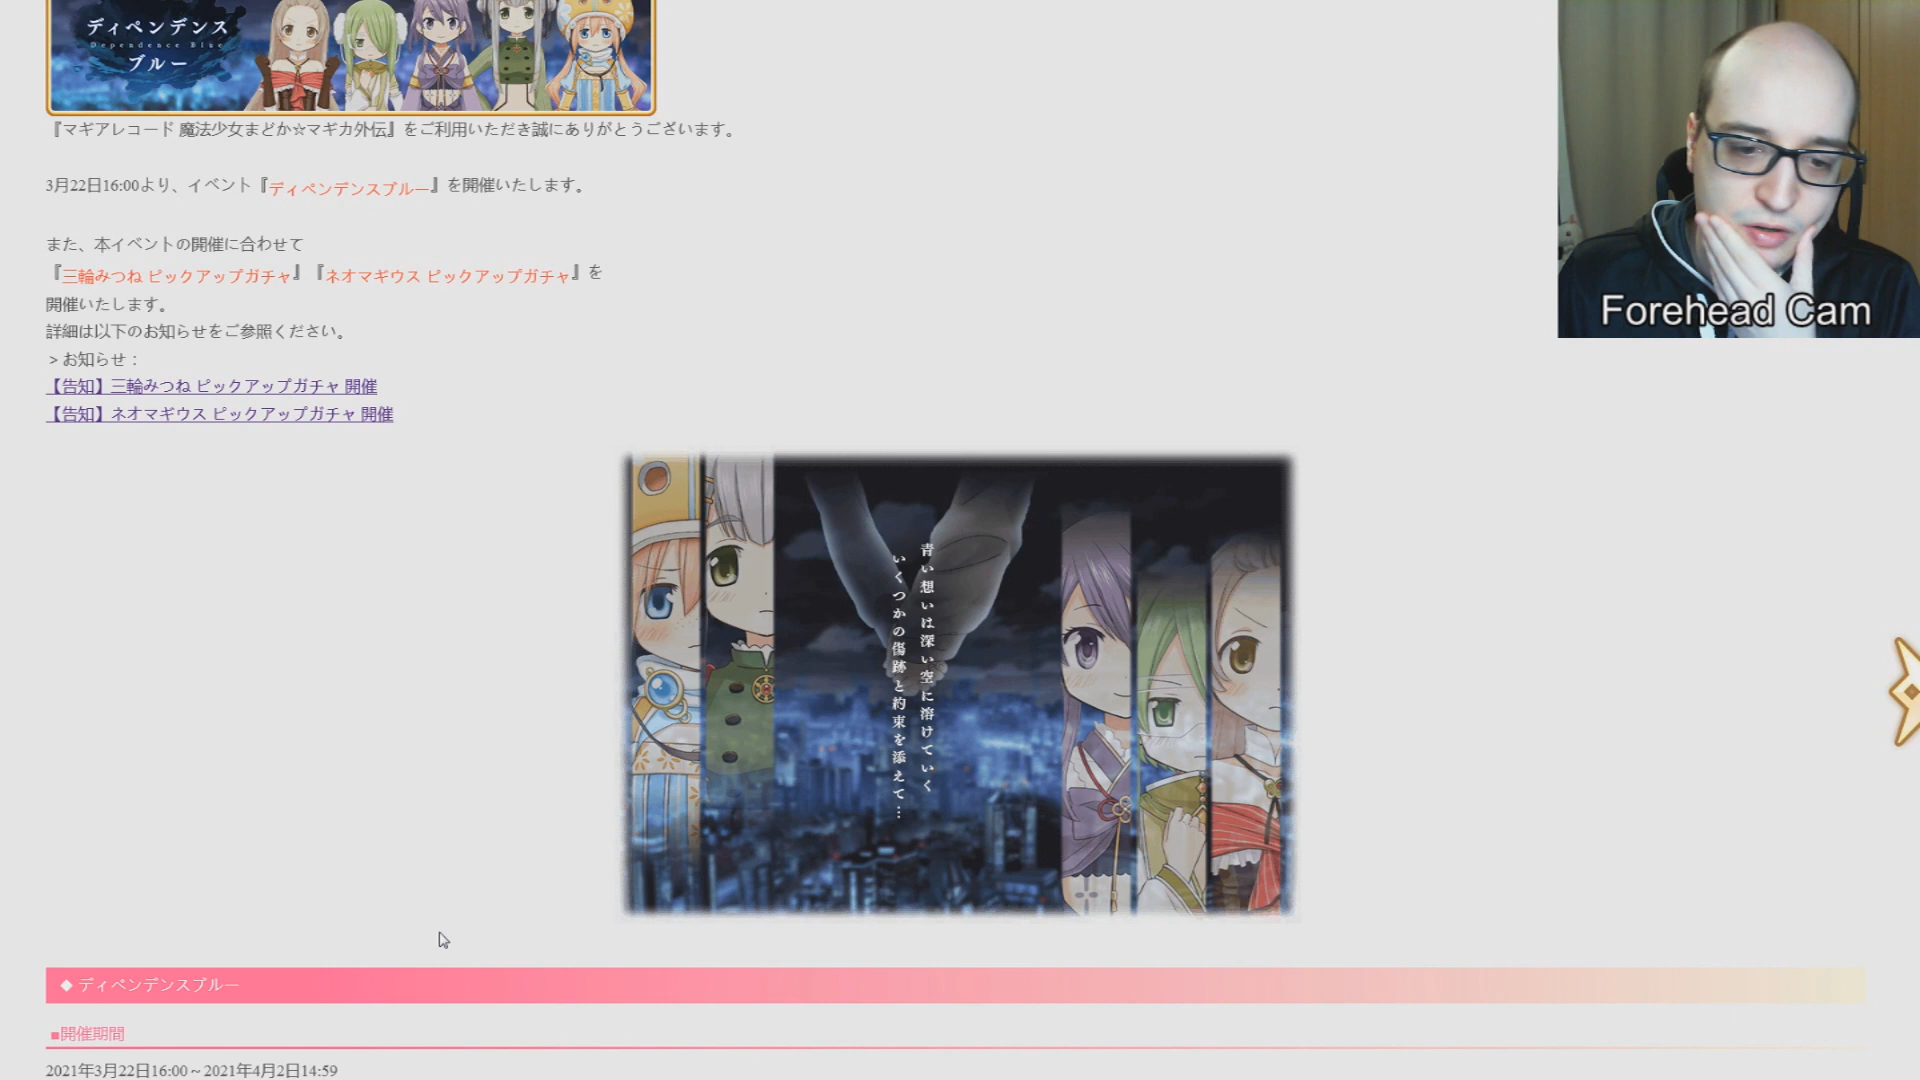 ディペンデンス
Dependence Blue
ブルー
『マギアレコード 魔法少女まどか☆マギカ外伝』をご利用いただき誠にありがとうございます。
3月22日16:00より、イベント『ディペンデンスブルー』を開催いたします。
また、本イベントの開催に合わせて
『三輪みつね ピックアップガチャ』『ネオマギウス ピックアップガチャ』を
開催いたします。
詳細は以下のお知らせをご参照ください。
＞お知らせ：
【告知】三輪みつね ピックアップガチャ 開催
【告知】ネオマギウス ピックアップガチャ 開催
青い想いは深い空に溶けていく
いくつかの傷跡と約束を添えて…
◆ ディペンデンスブルー
■開催期間
2021年3月22日16:00～2021年4月2日14:59
Forehead Cam